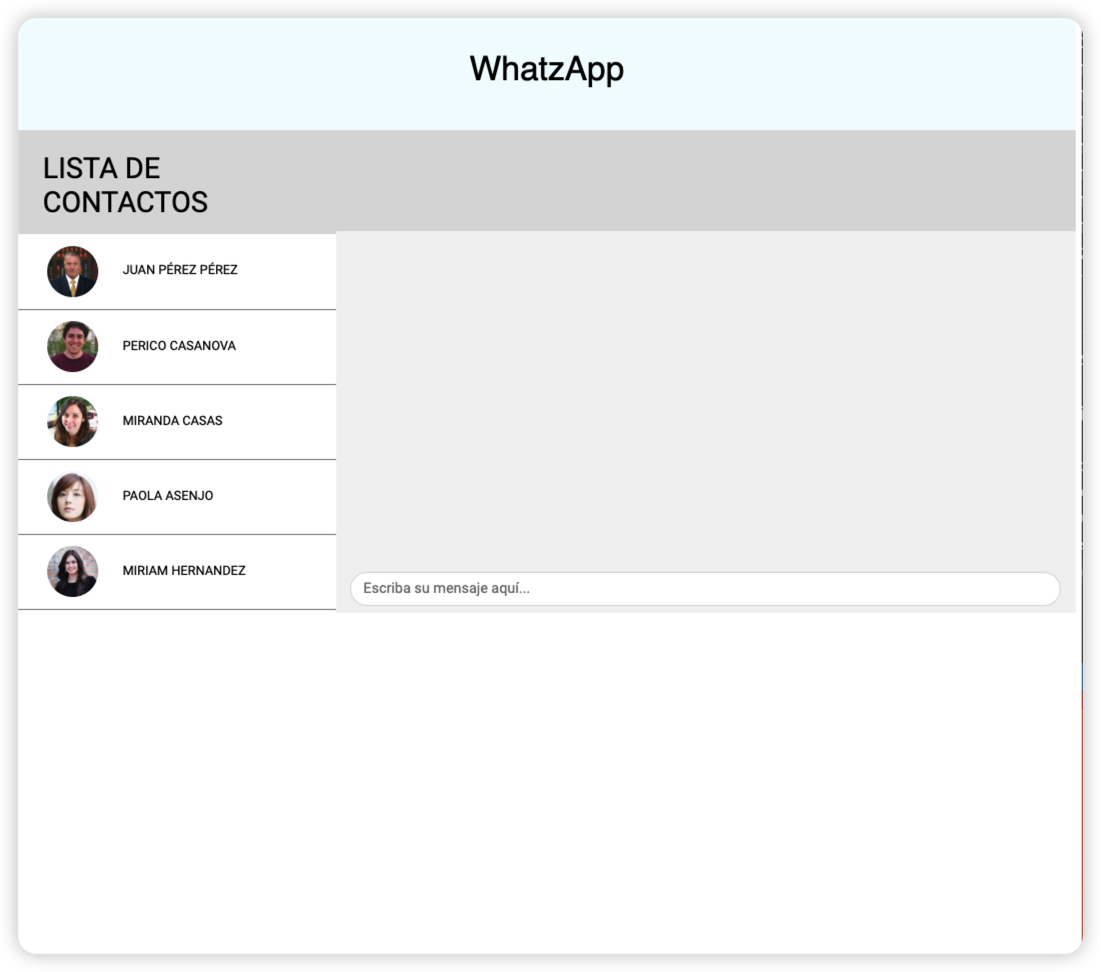 WhatzApp
LISTA DE
CONTACTOS
JUAN PÉREZ PÉREZ
PERICO CASANOVA
MIRANDA CASAS
PAOLA ASENJO
MIRIAM HERNANDEZ
Escriba su mensaje aquí...